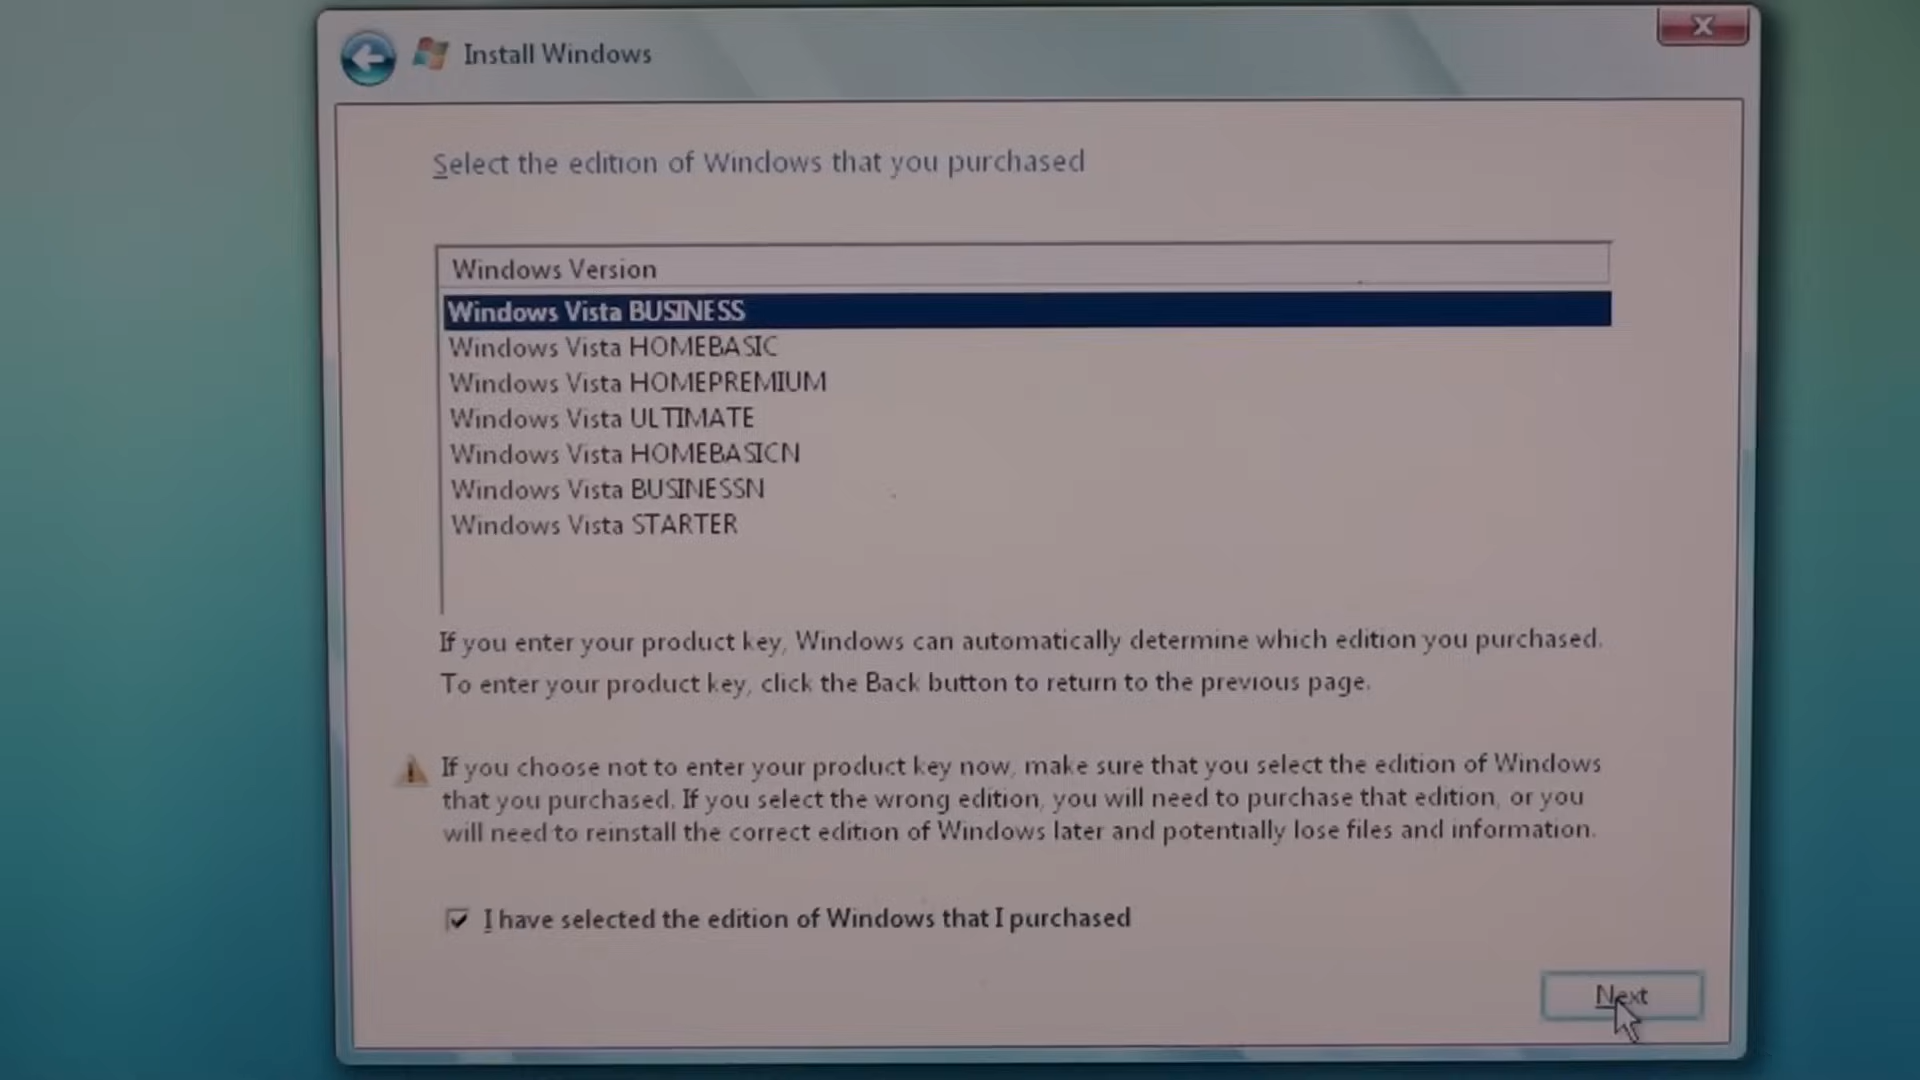 Install Windows
Select the edition of Windows that you purchased
Windows Version
Windows Vista BUSINESS
Windows Vista HOMEBASIC
Windows Vista HOMEPREMIUM
Windows Vista ULTIMATE
Windows Vista HOMEBASICN
Windows Vista BUSINESSN
Windows Vista STARTER
If you enter your product key, Windows can automatically determine which edition you purchased.
To enter your product key, click the Back button to return to the previous page.
If you choose not to enter your product key now, make sure that you select the edition of Windows
that you purchased. If you select the wrong edition, you will need to purchase that edition, or you
will need to reinstall the correct edition of Windows later and potentially lose files and information.
I have selected the edition of Windows that I purchased
Next